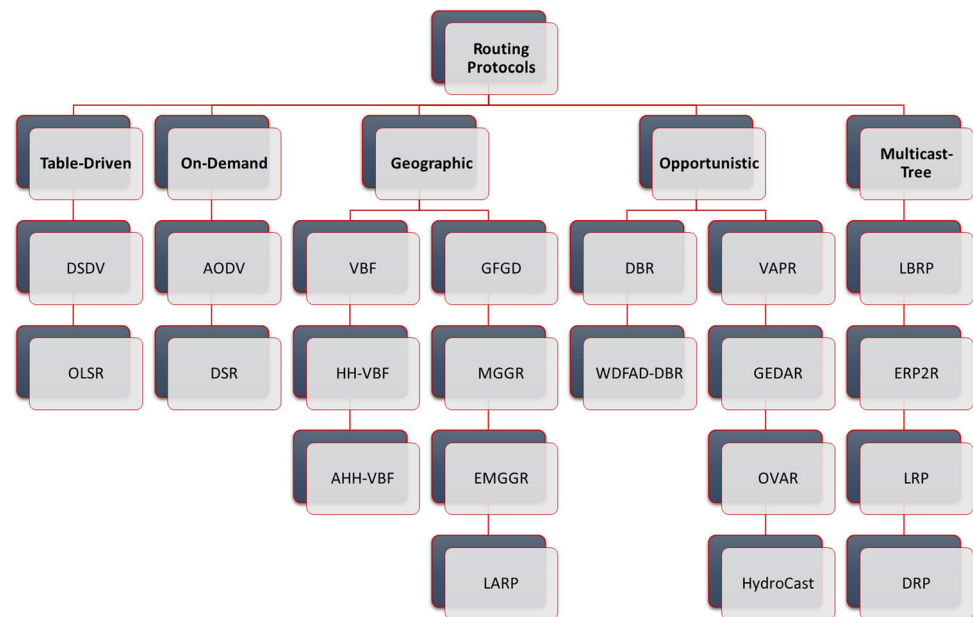 Routing
Protocols
Table-Driven
On-Demand
Geographic
Opportunistic
Multicast-
Tree
DSDV
AODV
VBF
GFGD
DBR
VAPR
LBRP
OLSR
DSR
HH-VBF
MGGR
WDFAD-DBR
GEDAR
ERP2R
AHH-VBF
EMGGR
OVAR
LRP
LARP
HydroCast
DRP